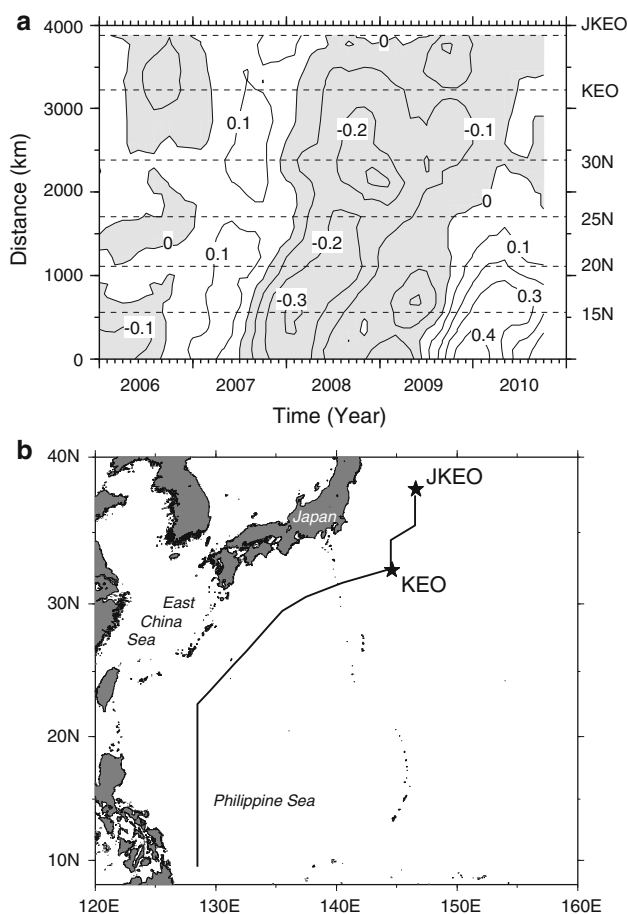 a
4000
3000
2000
1000
0
Distance (km)
0
0.1
-0.2
-0.1
0
0
0.1
-0.2
0.1
-0.3
0.3
-0.1
0.4
JKEO
KEO
30N
25N
20N
15N
2006 2007 2008 2009 2010
Time (Year)
b
40N
30N
20N
10N
JKEO
Japan
KEO
East
China
Sea
Philippine Sea
120E 130E 140E 150E 160E